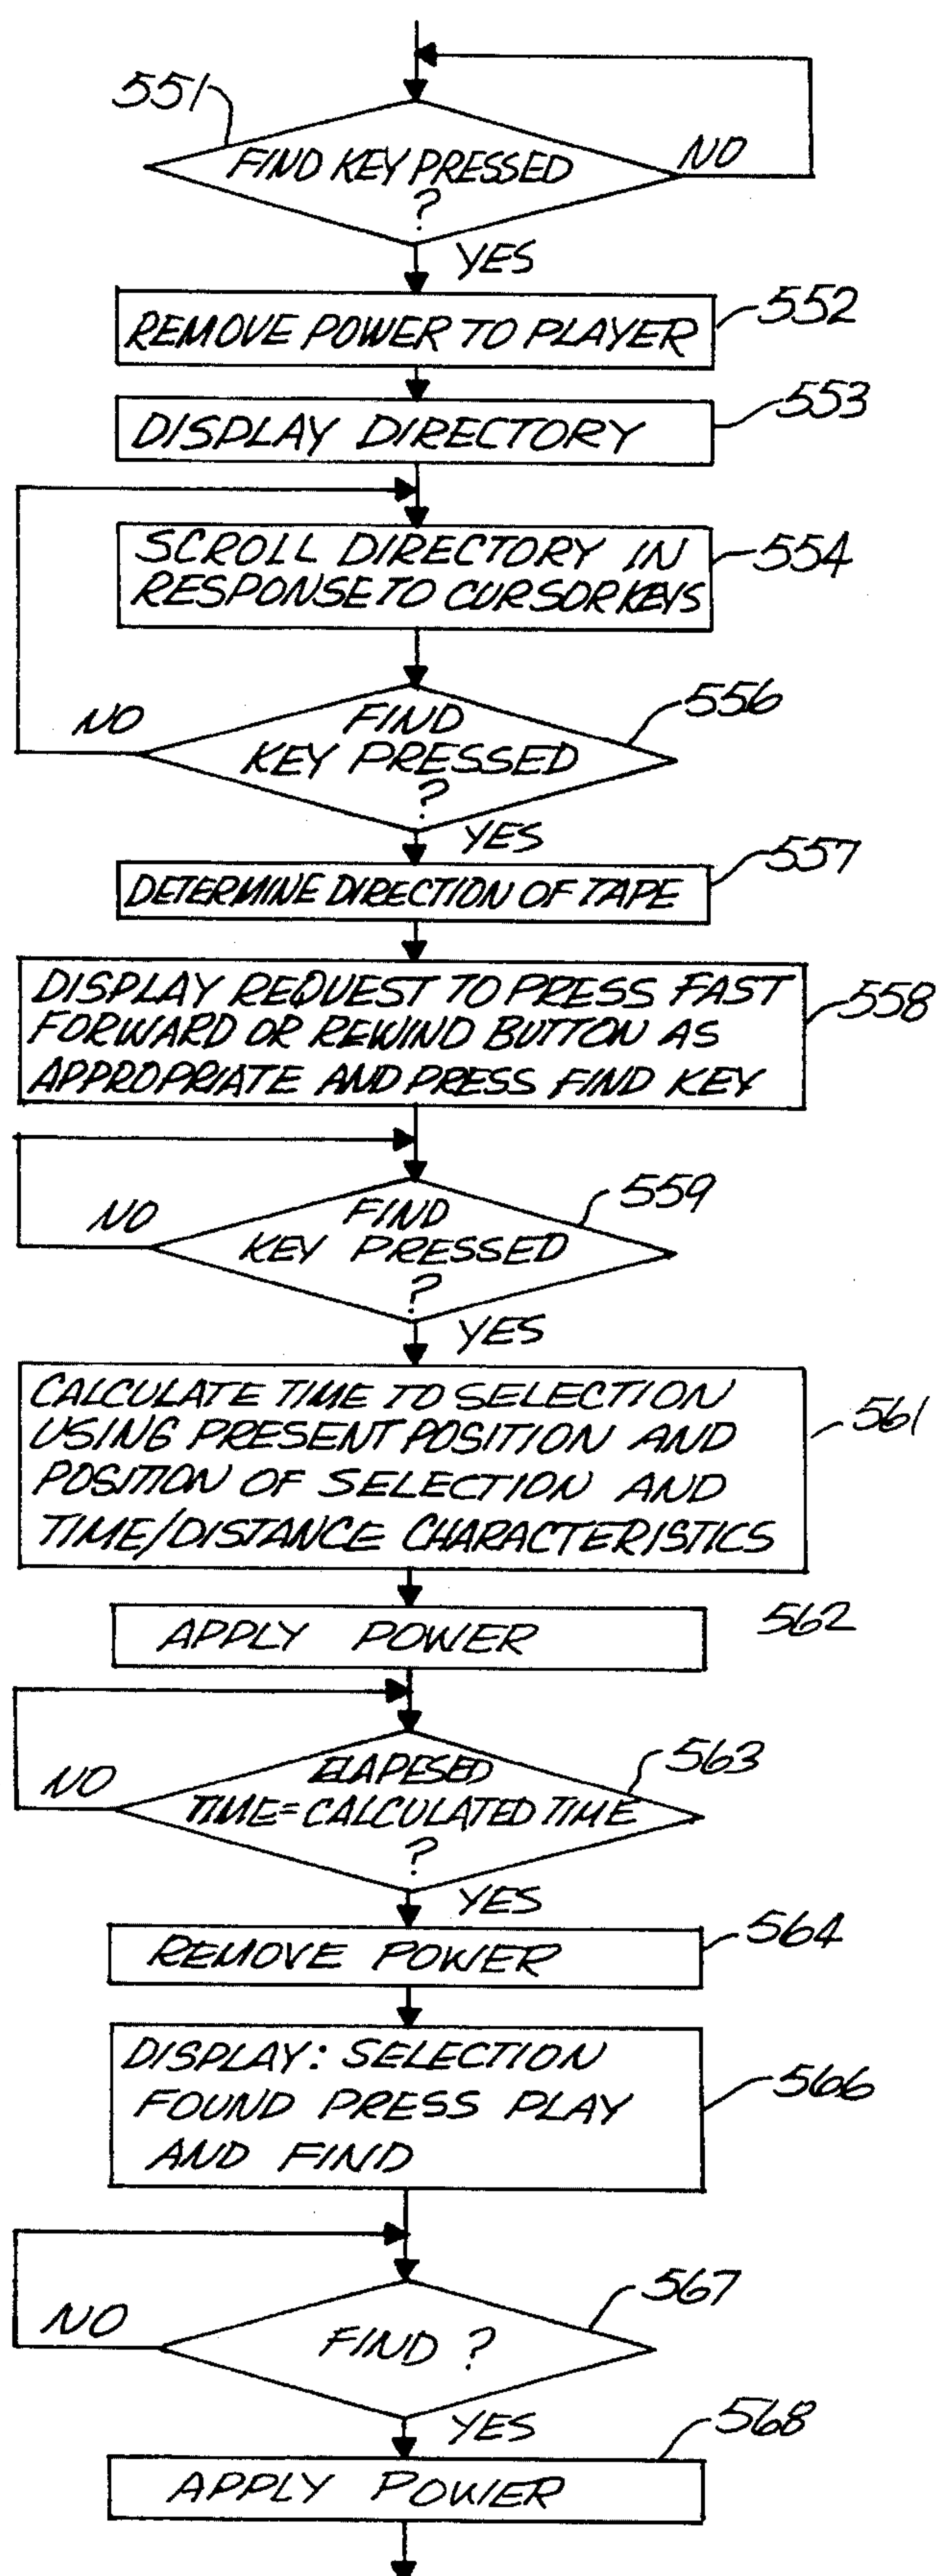 551
FIND KEY PRESSED
?
NO
YES
REMOVE POWER TO PLAYER
552
DISPLAY DIRECTORY
553
SCROLL DIRECTORY IN
RESPONSE TO CURSOR KEYS
554
NO
FIND
KEY PRESSED
?
556
YES
DETERMINE DIRECTION OF TAPE
557
DISPLAY REQUEST TO PRESS FAST
FORWARD OR REWIND BUTTON AS
APPROPRIATE AND PRESS FIND KEY
558
NO
FIND
KEY PRESSED
?
559
YES
CALCULATE TIME TO SELECTION
USING PRESENT POSITION AND
POSITION OF SELECTION AND
TIME/DISTANCE CHARACTERISTICS
561
APPLY POWER
562
NO
ELAPESED
TIME=CALCULATED TIME
?
563
YES
REMOVE POWER
564
DISPLAY: SELECTION
FOUND PRESS PLAY
AND FIND
566
NO
FIND ?
567
YES
APPLY POWER
568